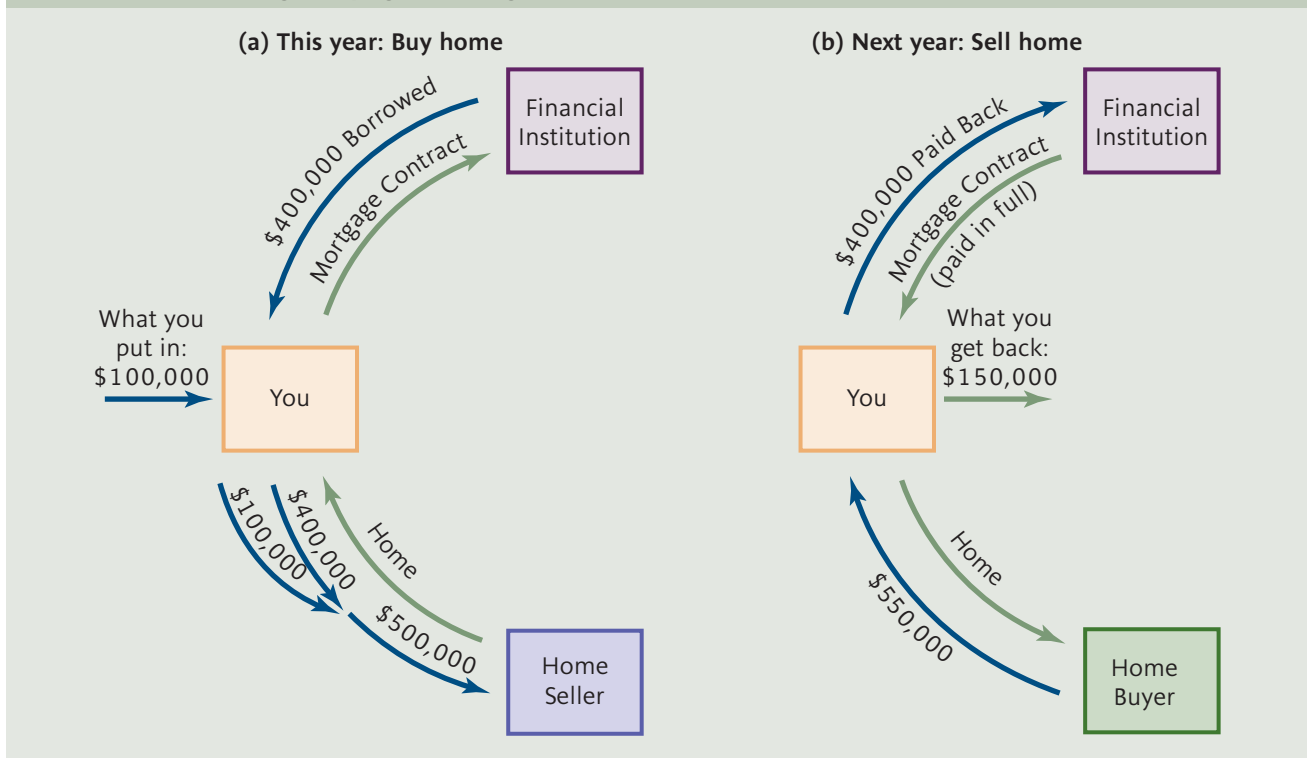 (a) This year: Buy home
$400,000 Borrowed
Mortgage Contract
Financial
Institution
What you
put in:
$100,000
You
$100,000
$400,000
Home
$500,000
Home
Seller
(b) Next year: Sell home
$400,000 Paid Back
Mortgage Contract
(paid in full)
Financial
Institution
You
What you
get back:
$150,000
Home
$550,000
Home
Buyer